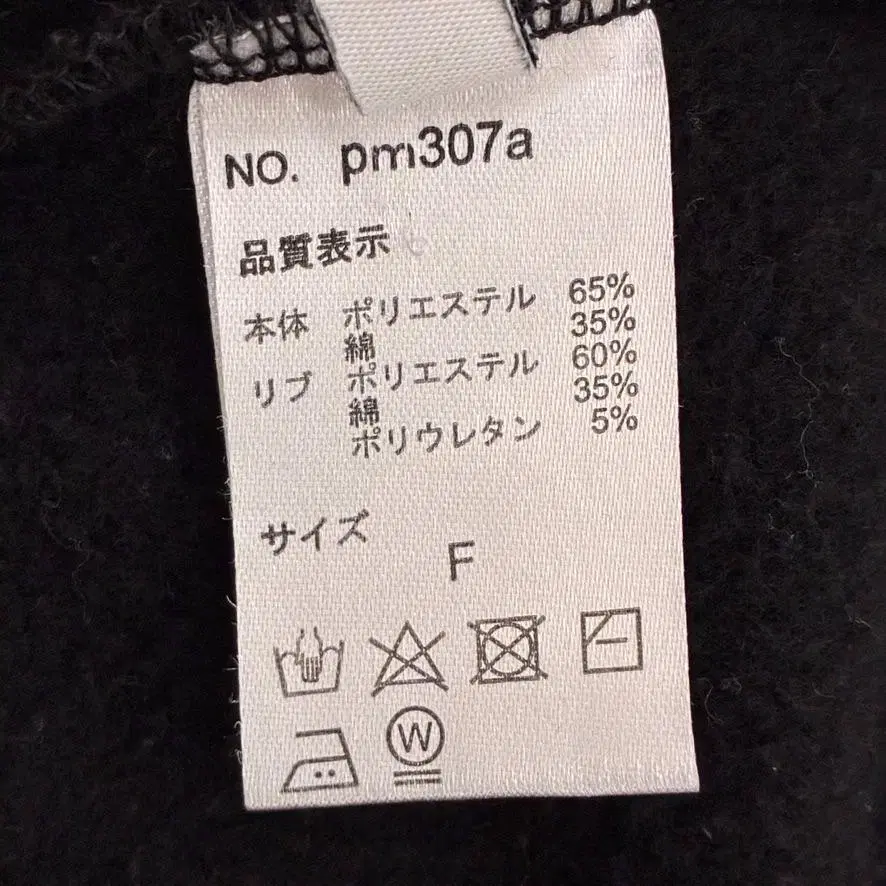 NO. pm307a
品質表示
本体 ポリエステル 65%
綿 35%
リブ ポリエステル 60%
綿 35%
ポリウレタン 5%
サイズ
F
W